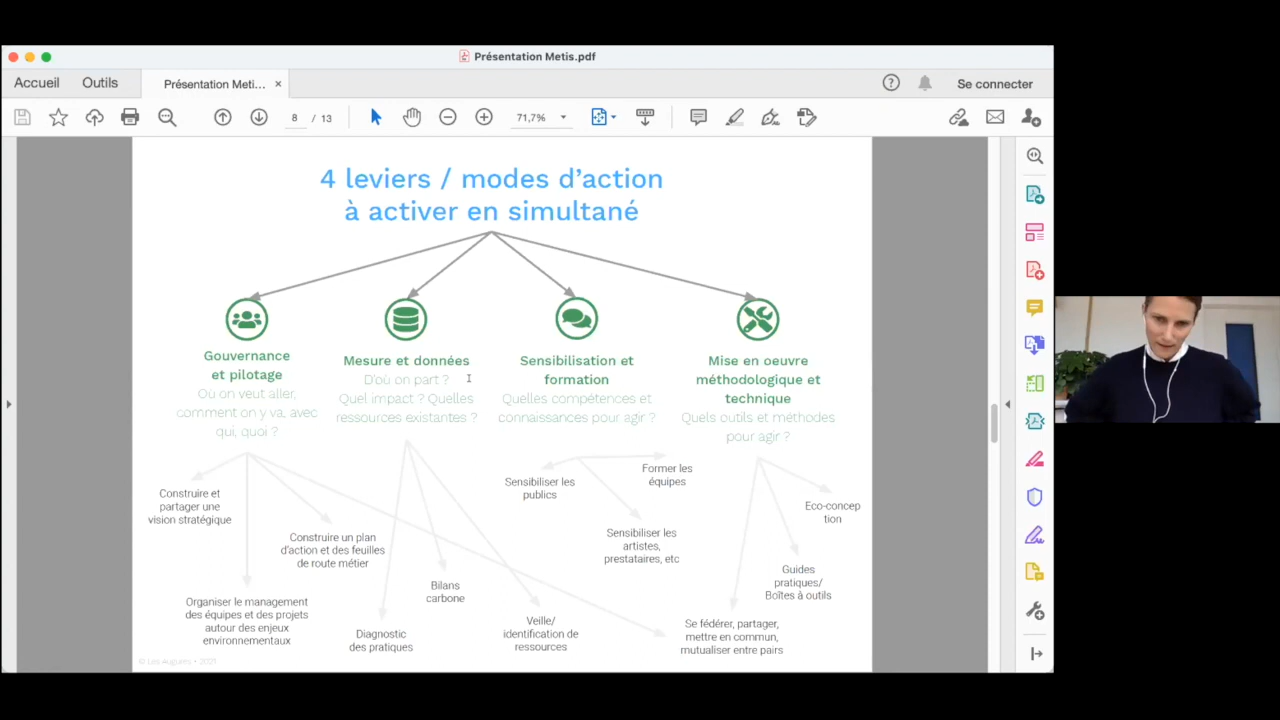 Présentation Metis.pdf
Accueil
Outils
Présentation Meti...
Se connecter
8 / 13
71,7%
4 leviers / modes d'action
à activer en simultané
Gouvernance
et pilotage
Où on veut aller,
comment on y va, avec
qui, quoi ?
Mesure et données
D'où on part ?
Quel impact ? Quelles
ressources existantes ?
Sensibilisation et
formation
Quelles compétences et
connaissances pour agir ?
Mise en oeuvre
méthodologique et
technique
Quels outils et méthodes
pour agir ?
Construire et
partager une
vision stratégique
Construire un plan
d'action et des feuilles
de route métier
Organiser le management
des équipes et des projets
autour des enjeux
environnementaux
Diagnostic
des pratiques
Bilans
carbone
Veille/
identification de
ressources
Sensibiliser les
publics
Former les
équipes
Sensibiliser les
artistes,
prestataires, etc
Eco-concep
tion
Guides
pratiques/
Boîtes à outils
Se fédérer, partager,
mettre en commun,
mutualiser entre pairs
© Les Augures • 2021